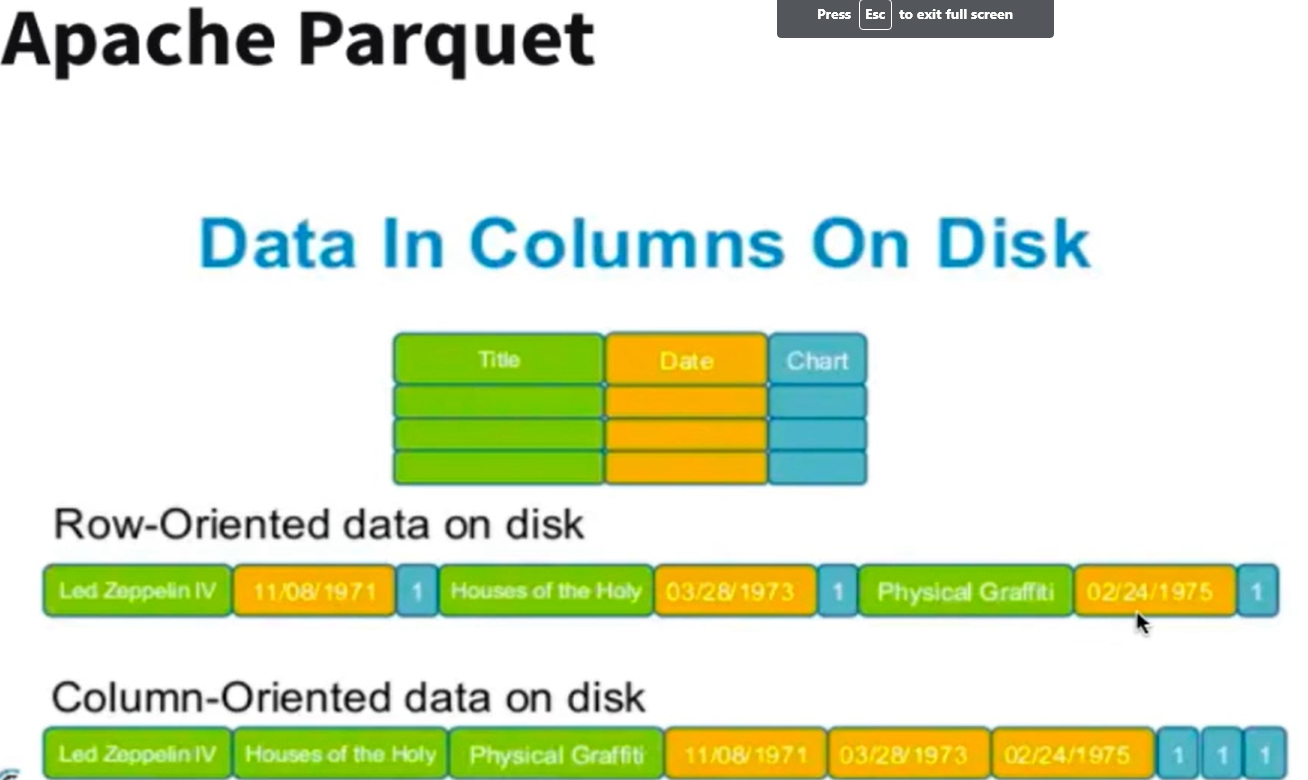 Apache Parquet
Press Esc to exit full screen
Data In Columns On Disk
Title Date Chart
Row-Oriented data on disk
Led Zeppelin IV 11/08/1971 1 Houses of the Holy 03/28/1973 1 Physical Graffiti 02/24/1975 1
Column-Oriented data on disk
Led Zeppelin IV Houses of the Holy Physical Graffiti 11/08/1971 03/28/1973 02/24/1975 1 1 1